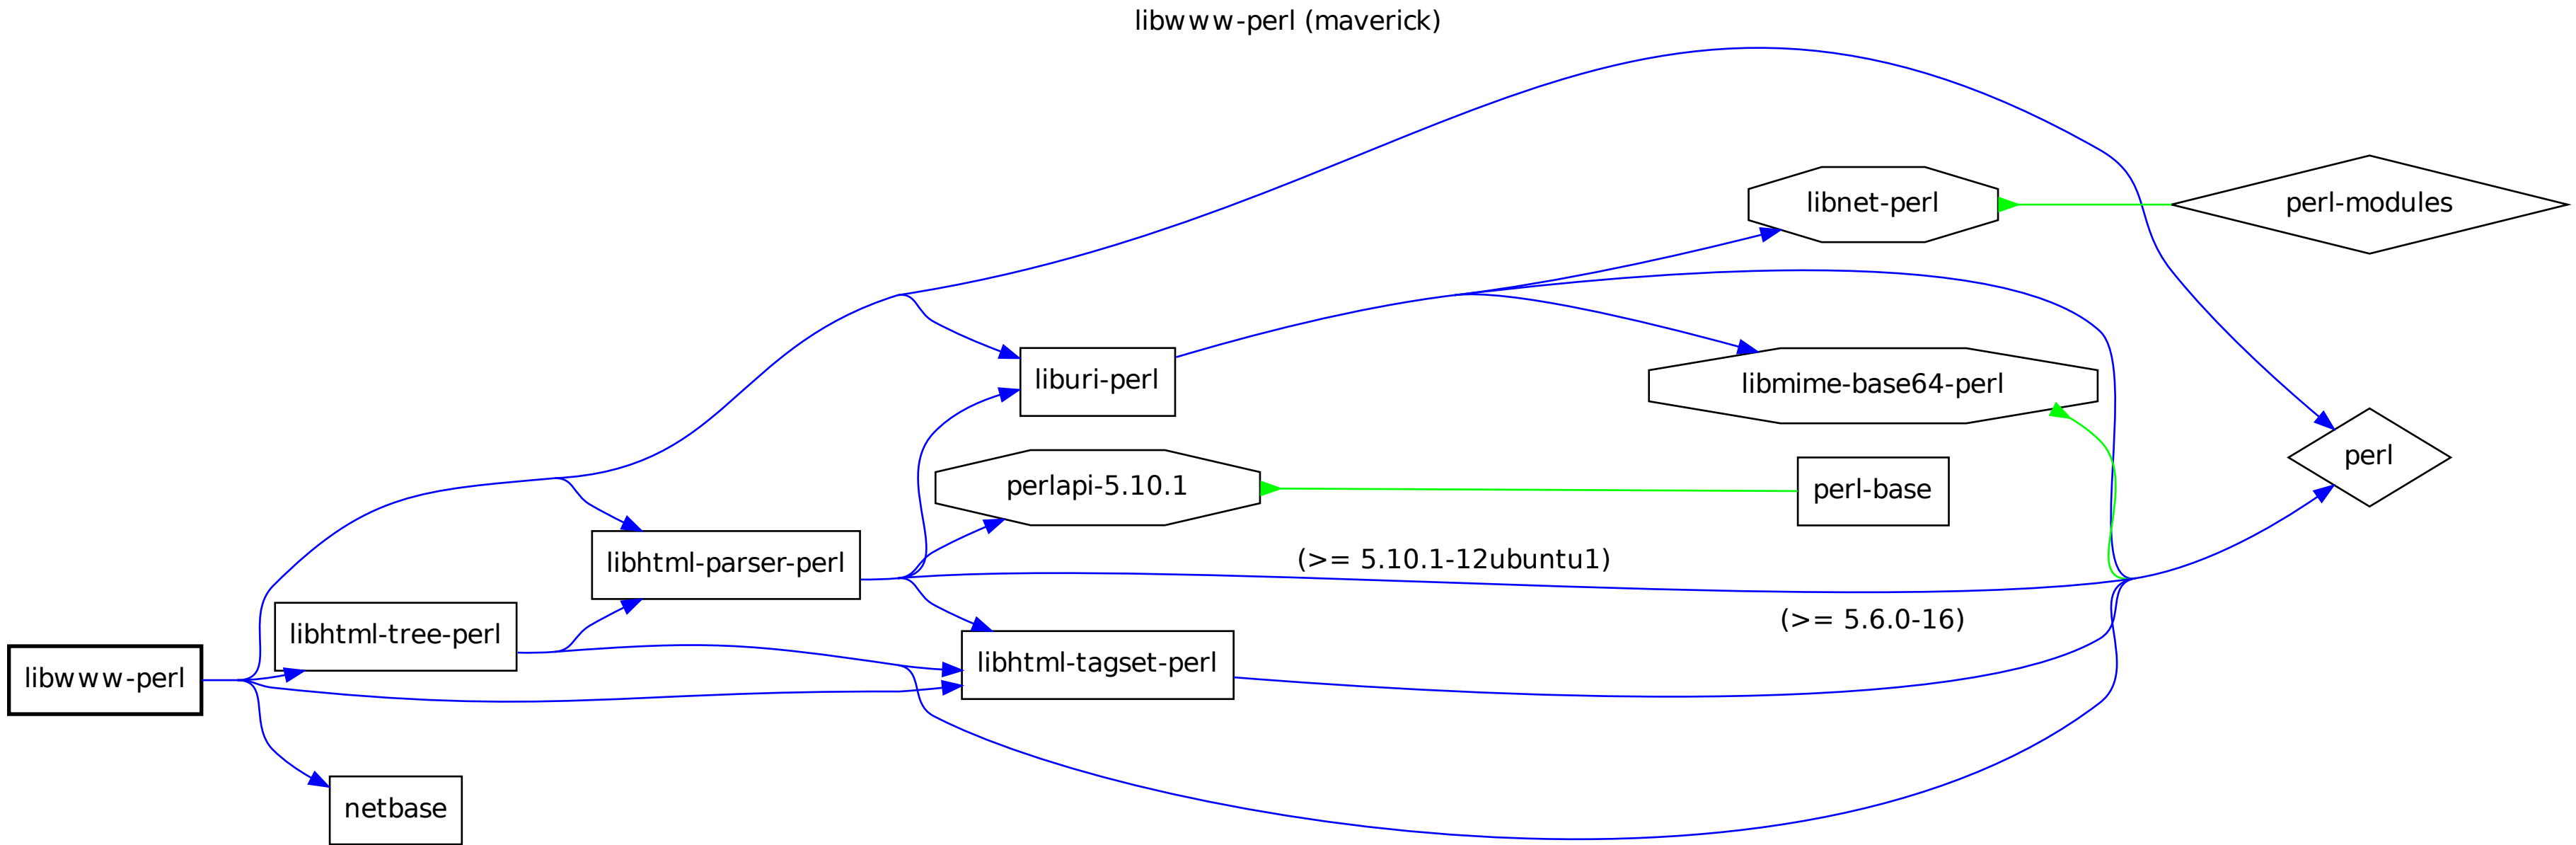 libwww-perl (maverick)
libnet-perl
perl-modules
liburi-perl
libmime-base64-perl
perl
perlapi-5.10.1
perl-base
libhtml-parser-perl
(>= 5.10.1-12ubuntu1)
libhtml-tree-perl
(>= 5.6.0-16)
libwww-perl
libhtml-tagset-perl
netbase